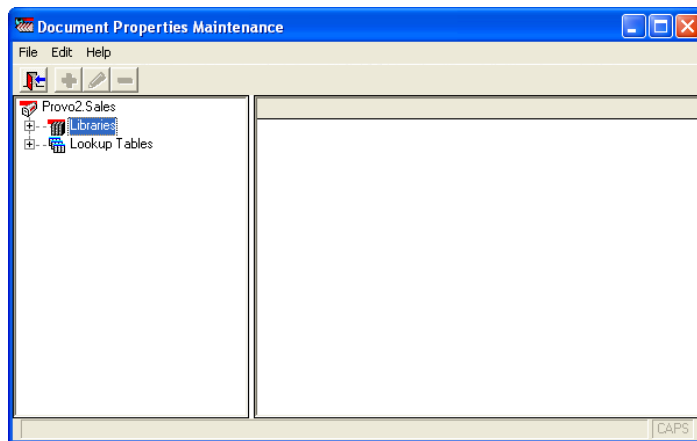 Document Properties Maintenance
File Edit Help
Provo2.Sales
Libraries
Lookup Tables
CAPS